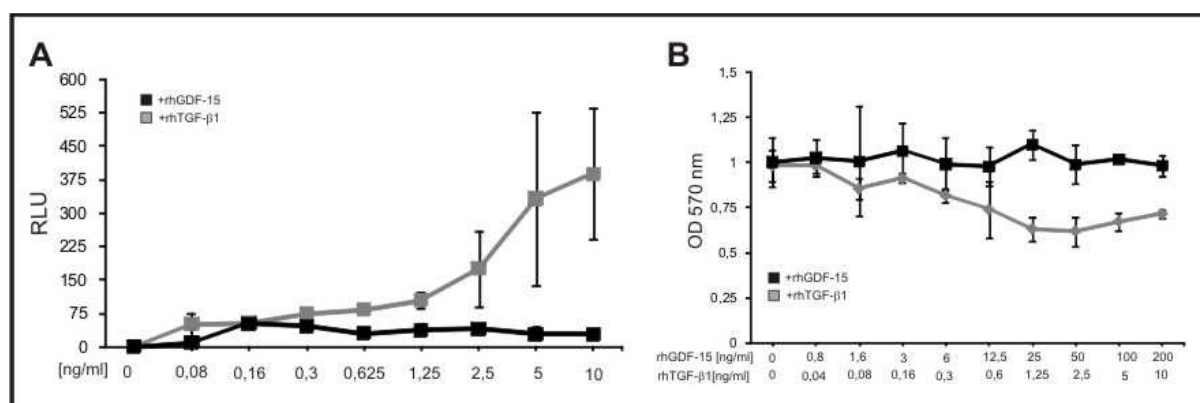 A
600
525
450
375
300
225
150
75
0
RLU
+rhGDF-15
+rhTGF-β1
[ng/ml] 0 0,08 0,16 0,3 0,625 1,25 2,5 5 10
B
1,5
1,25
1
0,75
0,5
0,25
0
OD 570 nm
+rhGDF-15
+rhTGF-β1
rhGDF-15 [ng/ml] 0 0,8 1,6 3 6 12,5 25 50 100 200
rhTGF-β1[ng/ml] 0 0,04 0,08 0,16 0,3 0,6 1,25 2,5 5 10